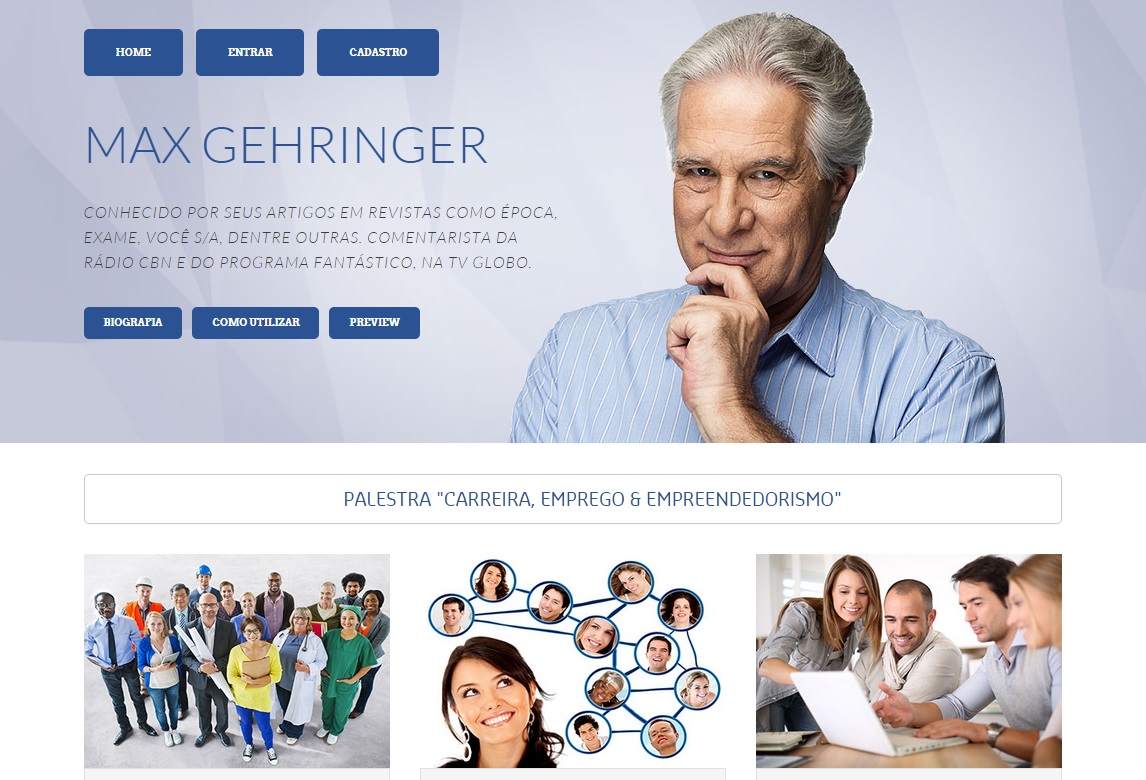 HOME
ENTRAR
CADASTRO
MAX GEHRINGER
CONHECIDO POR SEUS ARTIGOS EM REVISTAS COMO ÉPOCA,
EXAME, VOCÊ S/A, DENTRE OUTRAS. COMENTARISTA DA
RÁDIO CBN E DO PROGRAMA FANTÁSTICO, NA TV GLOBO.
BIOGRAFIA
COMO UTILIZAR
PREVIEW
PALESTRA "CARREIRA, EMPREGO & EMPREENDEDORISMO"